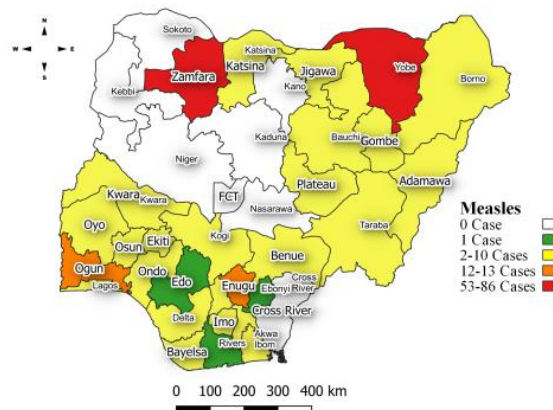 N
W E
S
Sokoto
Katsina
Zamfara
Katsina
Jigawa
Yobe
Borno
Kebbi
Kano
Kaduna
Bauchi
Gombe
Niger
Plateau
Adamawa
FCT
Kwara
Kwara
Nasarawa
Taraba
Oyo
Kogi
Osun
Ekiti
Benue
Ogun
Ondo
Edo
Enugu
Cross
Ebonyi River
Lagos
Cross River
Delta
Imo
Akwa
Bayelsa
Rivers
Ibom
Measles
0 Case
1 Case
2-10 Cases
12-13 Cases
53-86 Cases
0 100 200 300 400 km